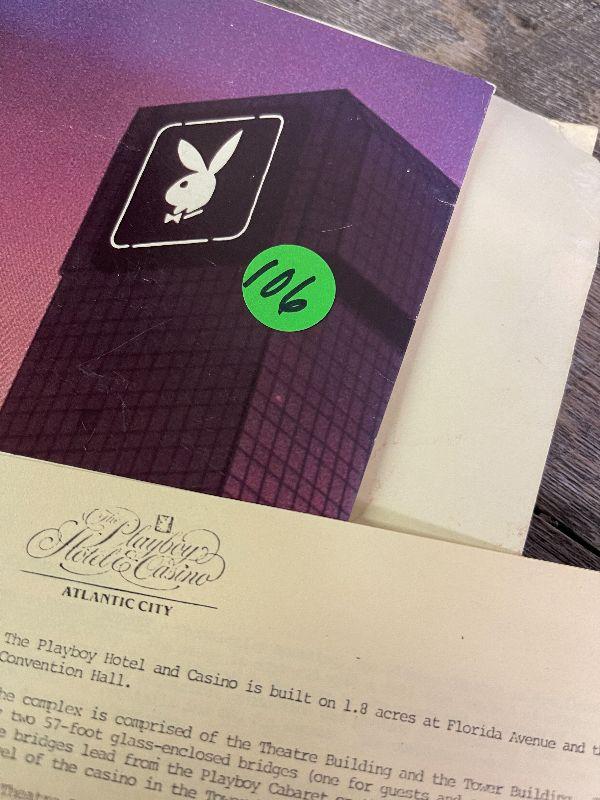 106
The Playboy
Hotel & Casino
ATLANTIC CITY
The Playboy Hotel and Casino is built on 1.8 acres at Florida Avenue and
Convention Hall.
complex is comprised of the Theatre Building and the Tower Building,
two 57-foot glass-enclosed bridges (one for guests and
bridges lead from the Playboy Cabaret
of the casino in the
Theatre